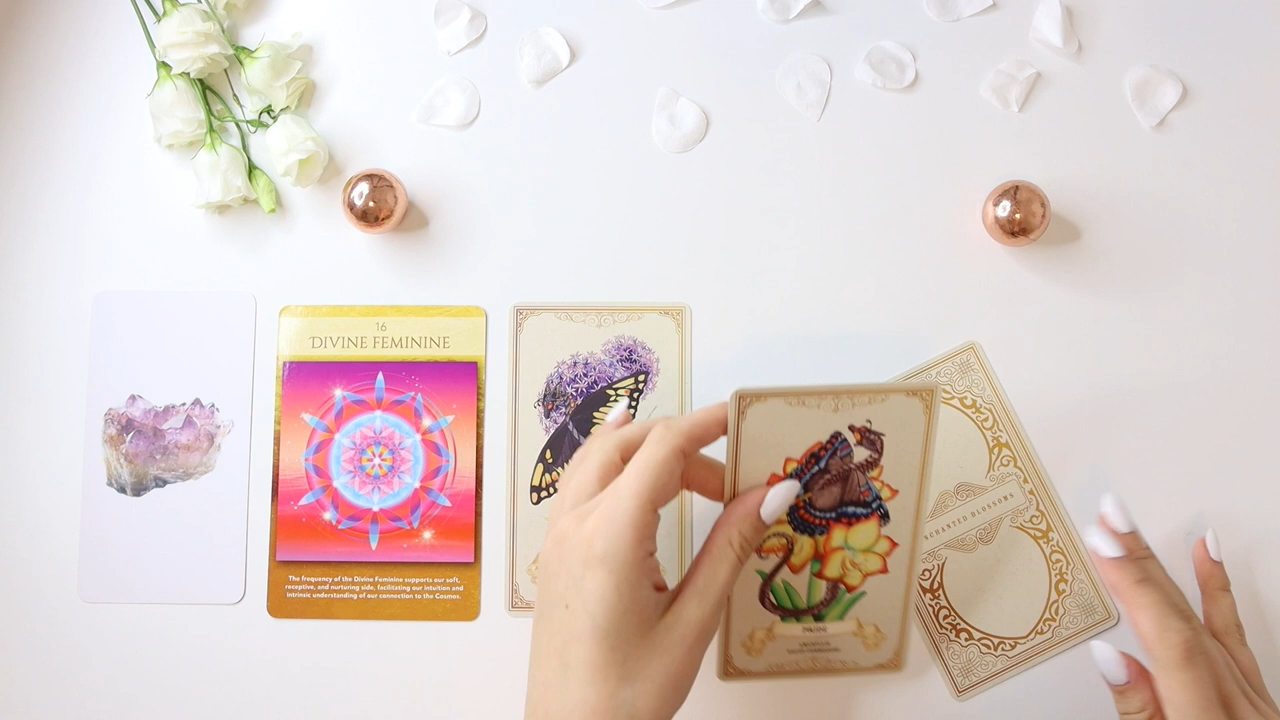 16
DIVINE FEMININE
The frequency of the Divine Feminine supports our soft,
receptive, and nurturing side, facilitating our intuition and
intrinsic understanding of our connection to the Cosmos.
NCHANTED BLOSSOMS